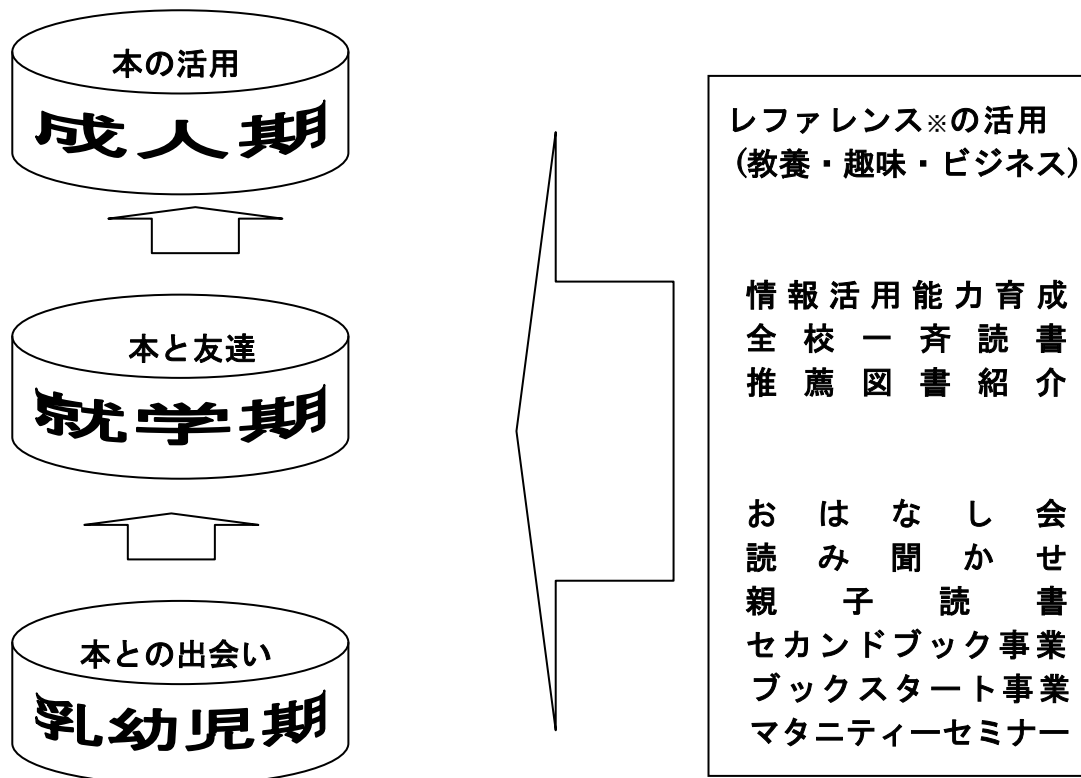 本の活用
成人期
本と友達
就学期
本との出会い
乳幼児期
レファレンス※の活用
(教養・趣味・ビジネス)
情報活用能力育成
全校一斉読書
推薦図書紹介
おはなし会
読み聞かせ
親子読書
セカンドブック事業
ブックスタート事業
マタニティーセミナー